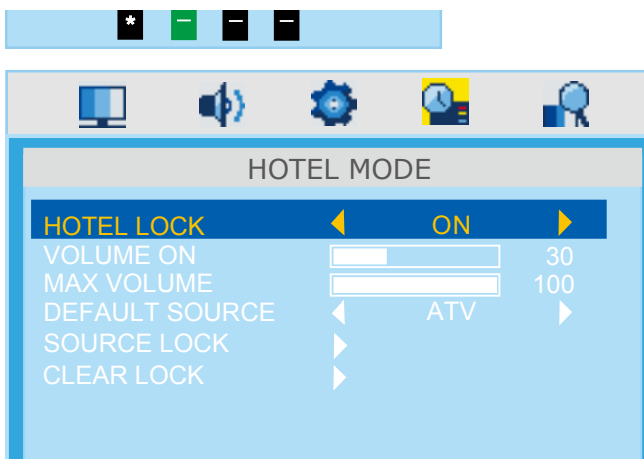 * – – –
HOTEL MODE
HOTEL LOCK ON
VOLUME ON 30
MAX VOLUME 100
DEFAULT SOURCE ATV
SOURCE LOCK
CLEAR LOCK